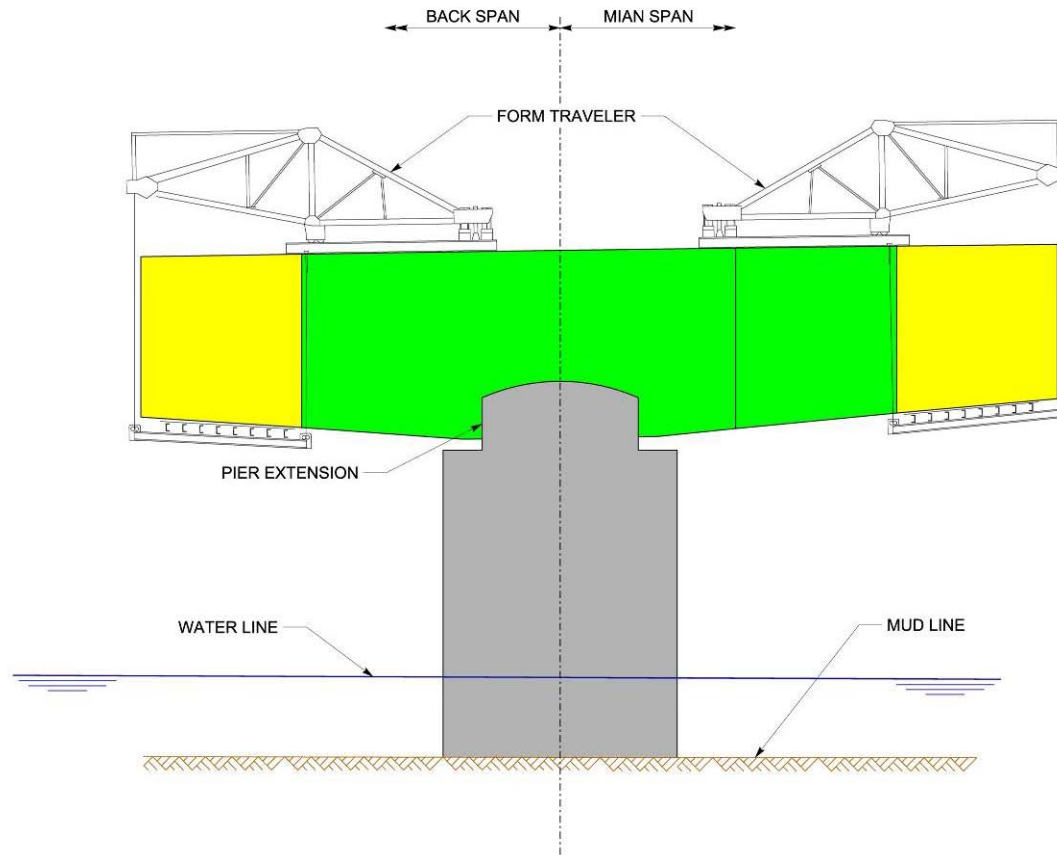 BACK SPAN
MIAN SPAN
FORM TRAVELER
PIER EXTENSION
WATER LINE
MUD LINE